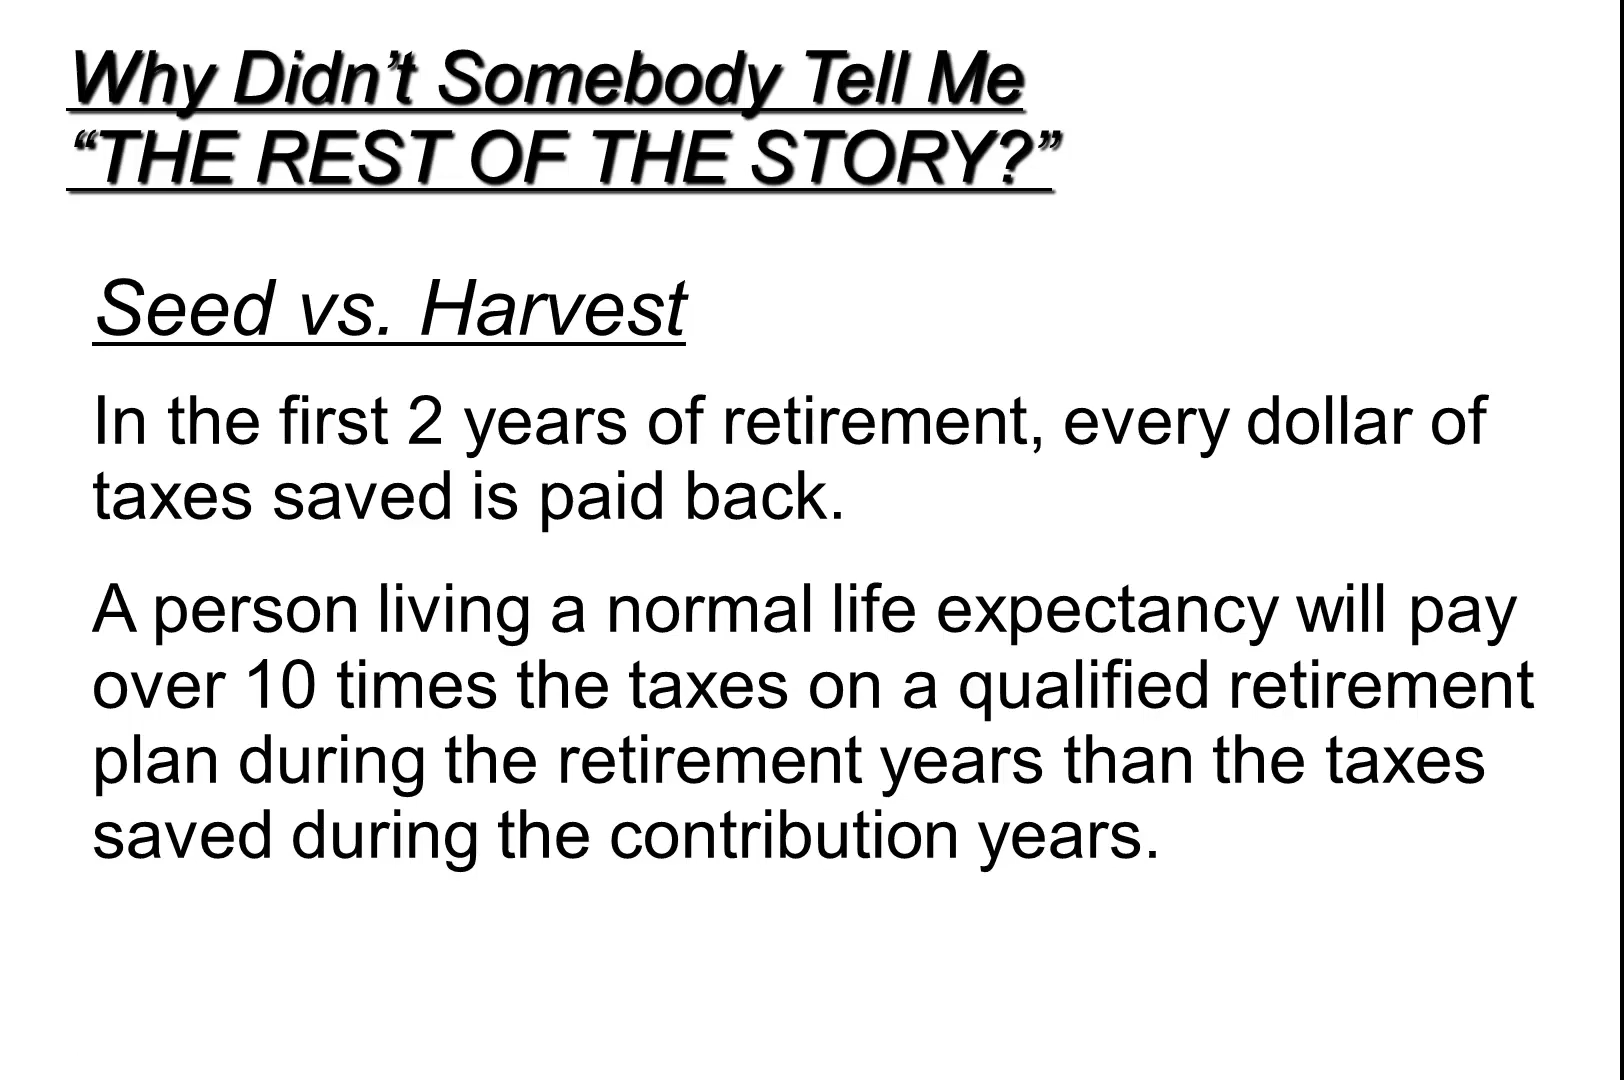 Why Didn’t Somebody Tell Me
“THE REST OF THE STORY?”
Seed vs. Harvest
In the first 2 years of retirement, every dollar of
taxes saved is paid back.
A person living a normal life expectancy will pay
over 10 times the taxes on a qualified retirement
plan during the retirement years than the taxes
saved during the contribution years.